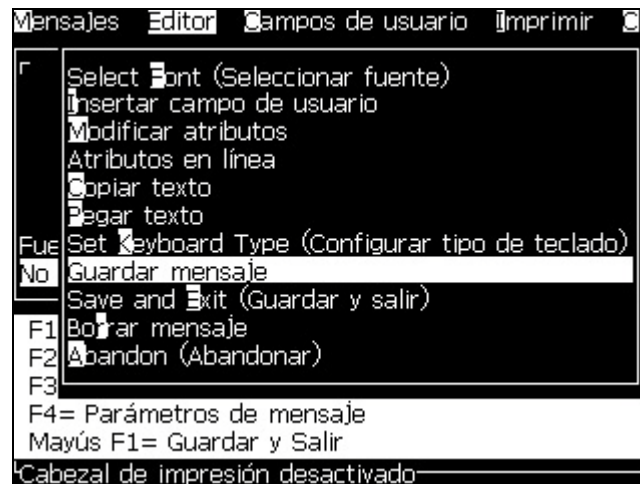 Mensajes Editor Campos de usuario Imprimir C
Select Font (Seleccionar fuente)
Insertar campo de usuario
Modificar atributos
Atributos en línea
Copiar texto
Pegar texto
Fue Set Keyboard Type (Configurar tipo de teclado)
No Guardar mensaje
Save and Exit (Guardar y salir)
F1 Borrar mensaje
F2 Abandon (Abandonar)
F3
F4= Parámetros de mensaje
Mayús F1= Guardar y Salir
Cabezal de impresión desactivado